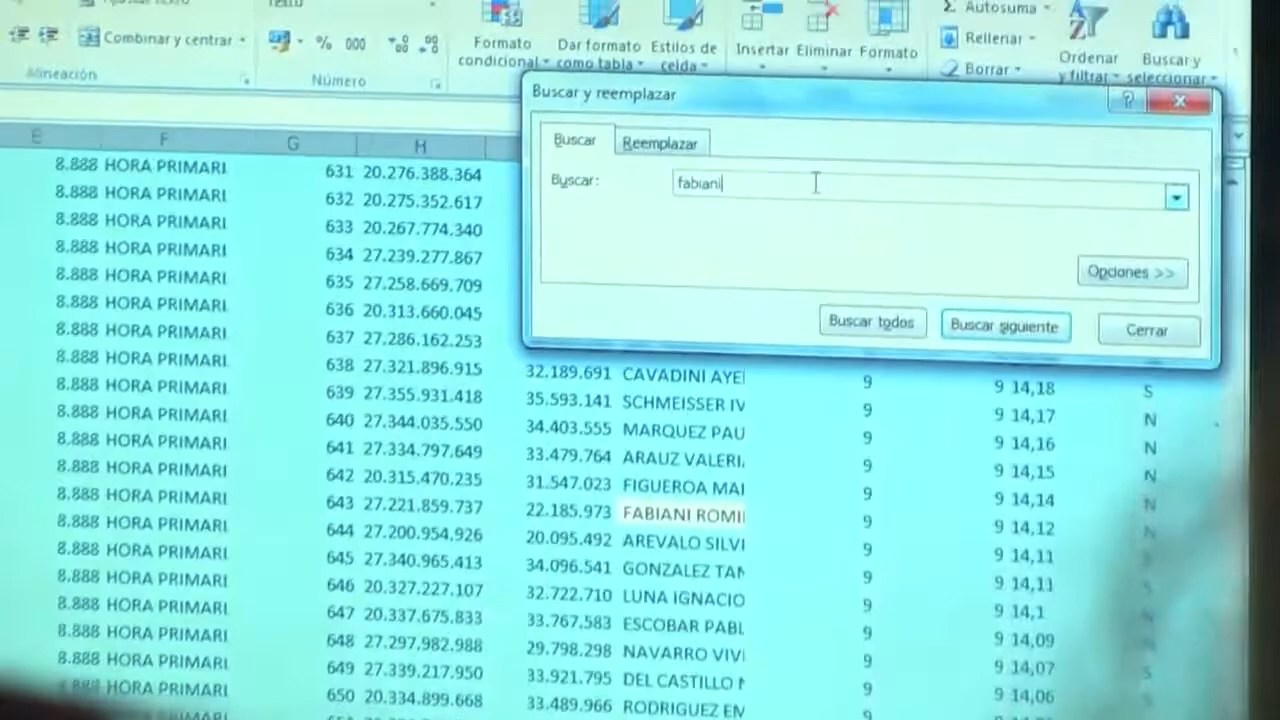 Combinar y centrar
Alineación
%
000
Número
Formato
condicional
Dar formato
como tabla
Estilos de
celda
Insertar
Eliminar
Formato
Σ Autosuma
Rellenar
Borrar
Ordenar
y filtrar
Buscar y
seleccionar
Buscar y reemplazar
?
Buscar
Reemplazar
Buscar:
fabiani
Opciones >>
Buscar todos
Buscar siguiente
Cerrar
E F G H
8.888 HORA PRIMARI 631 20.276.388.364
8.888 HORA PRIMARI 632 20.275.352.617
8.888 HORA PRIMARI 633 20.267.774.340
8.888 HORA PRIMARI 634 27.239.277.867
8.888 HORA PRIMARI 635 27.258.669.709
8.888 HORA PRIMARI 636 20.313.660.045
8.888 HORA PRIMARI 637 27.286.162.253
8.888 HORA PRIMARI 638 27.321.896.915 32.189.691 CAVADINI AYE 9 9 14,18 S
8.888 HORA PRIMARI 639 27.355.931.418 35.593.141 SCHMEISSER IV 9 9 14,17 N
8.888 HORA PRIMARI 640 27.344.035.550 34.403.555 MARQUEZ PAU 9 9 14,16 N
8.888 HORA PRIMARI 641 27.334.797.649 33.479.764 ARAUZ VALERI 9 9 14,15 N
8.888 HORA PRIMARI 642 20.315.470.235 31.547.023 FIGUEROA MAI 9 9 14,14 N
8.888 HORA PRIMARI 643 27.221.859.737 22.185.973 FABIANI ROMI 9 9 14,12 N
8.888 HORA PRIMARI 644 27.200.954.926 20.095.492 AREVALO SILVI 9 9 14,11
8.888 HORA PRIMARI 645 27.340.965.413 34.096.541 GONZALEZ TAN 9 9 14,11
8.888 HORA PRIMARI 646 20.327.227.107 32.722.710 LUNA IGNACIO 9 9 14,1
8.888 HORA PRIMARI 647 20.337.675.833 33.767.583 ESCOBAR PABL 9 9 14,09
8.888 HORA PRIMARI 648 27.297.982.988 29.798.298 NAVARRO VIVI 9 9 14,07
8.888 HORA PRIMARI 649 27.339.217.950 33.921.795 DEL CASTILLO 9 9 14,06
8.888 HORA PRIMARI 650 20.334.899.668 33.489.966 RODRIGUEZ EM 9